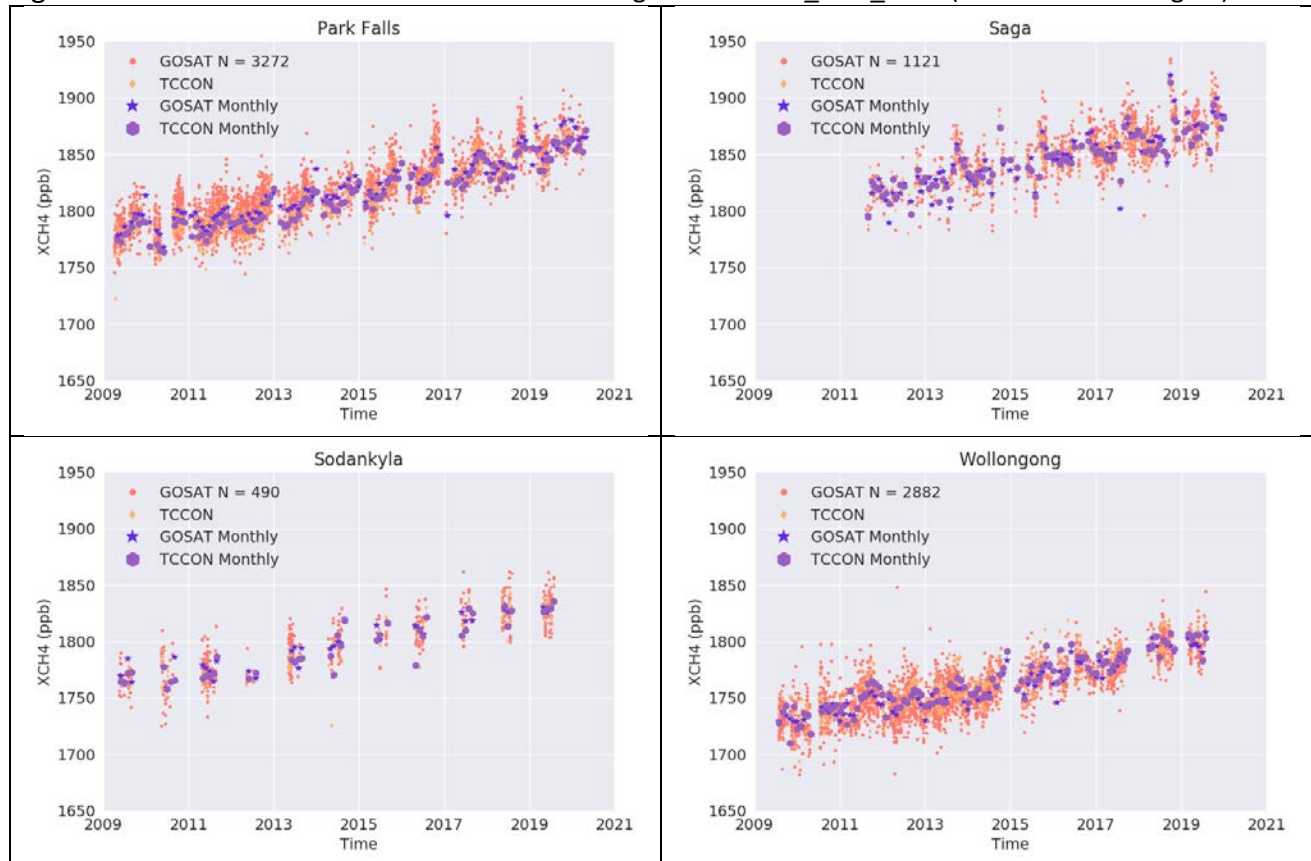 Park Falls
GOSAT N = 3272
TCCON
GOSAT Monthly
TCCON Monthly
1950
1900
1850
1800
1750
1700
1650
XCH4 (ppb)
2009 2011 2013 2015 2017 2019 2021
Time
Saga
GOSAT N = 1121
TCCON
GOSAT Monthly
TCCON Monthly
1950
1900
1850
1800
1750
1700
1650
XCH4 (ppb)
2009 2011 2013 2015 2017 2019 2021
Time
Sodankyla
GOSAT N = 490
TCCON
GOSAT Monthly
TCCON Monthly
1950
1900
1850
1800
1750
1700
1650
XCH4 (ppb)
2009 2011 2013 2015 2017 2019 2021
Time
Wollongong
GOSAT N = 2882
TCCON
GOSAT Monthly
TCCON Monthly
1950
1900
1850
1800
1750
1700
1650
XCH4 (ppb)
2009 2011 2013 2015 2017 2019 2021
Time